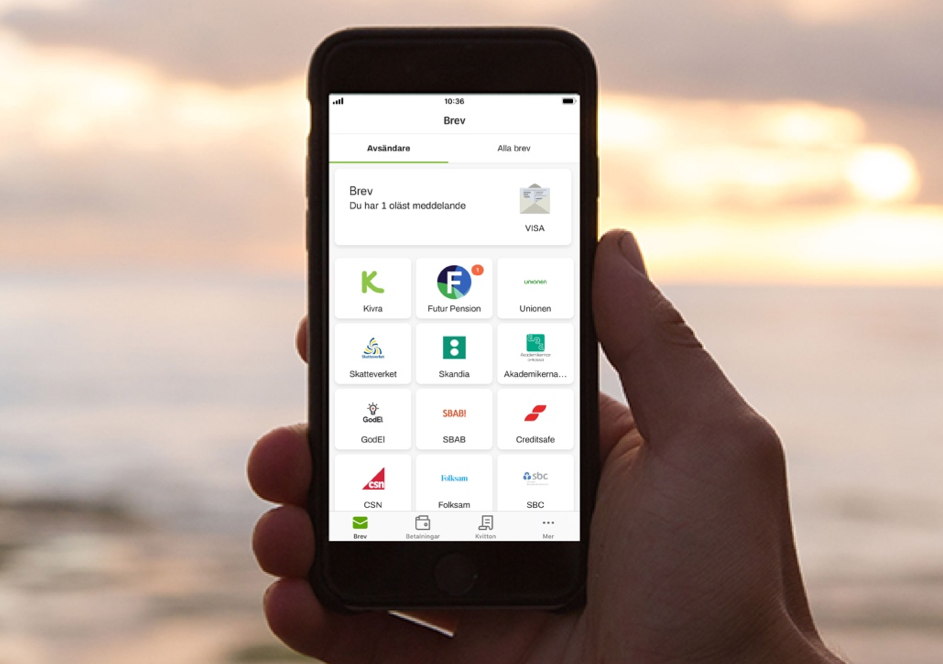 10:36
Brev
Avsändare
Alla brev
Brev
Du har 1 oläst meddelande
VISA
K
F
1
unionen
Kivra
Futur Pension
Unionen
Skatteverket
Akademikernas
Skatteverket
Skandia
Akademikerna...
GodEl
SBAB!
GodEl
SBAB
Creditsafe
csn
Folksam
sbc
CSN
Folksam
SBC
Brev
Betalningar
Kvitton
Mer